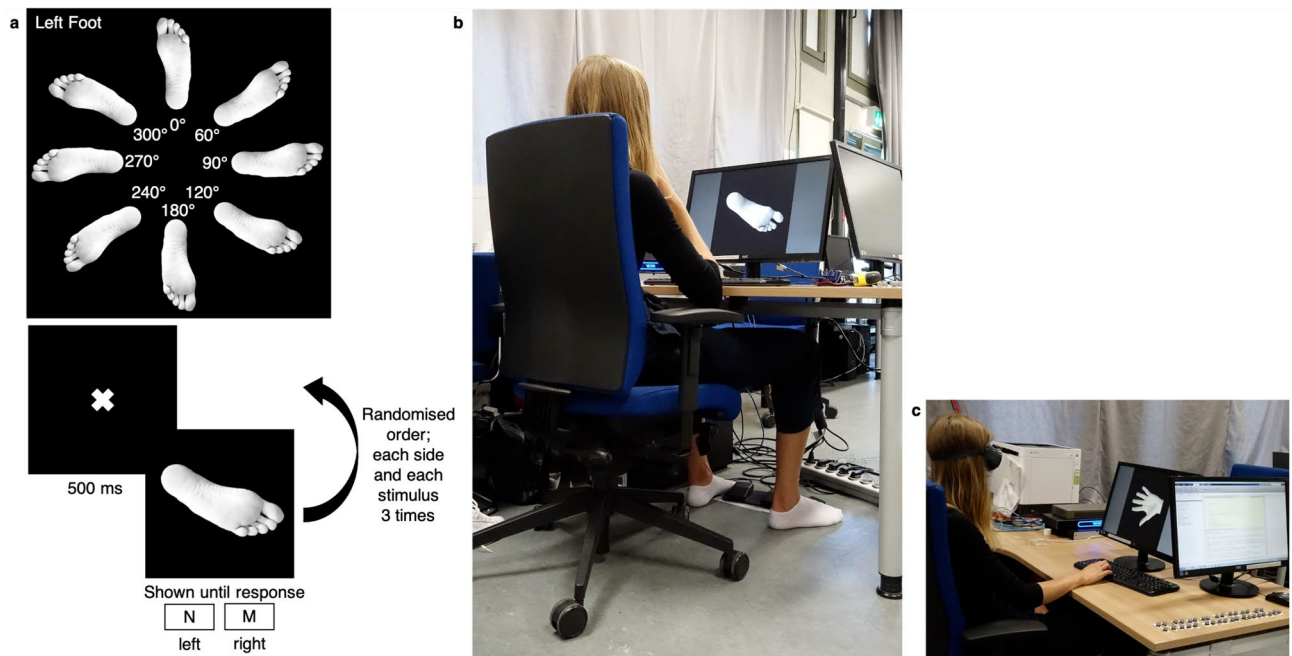 a
Left Foot
0°
60°
90°
120°
180°
240°
270°
300°
500 ms
Randomised
order;
each side
and each
stimulus
3 times
Shown until response
N
M
left
right
b
c